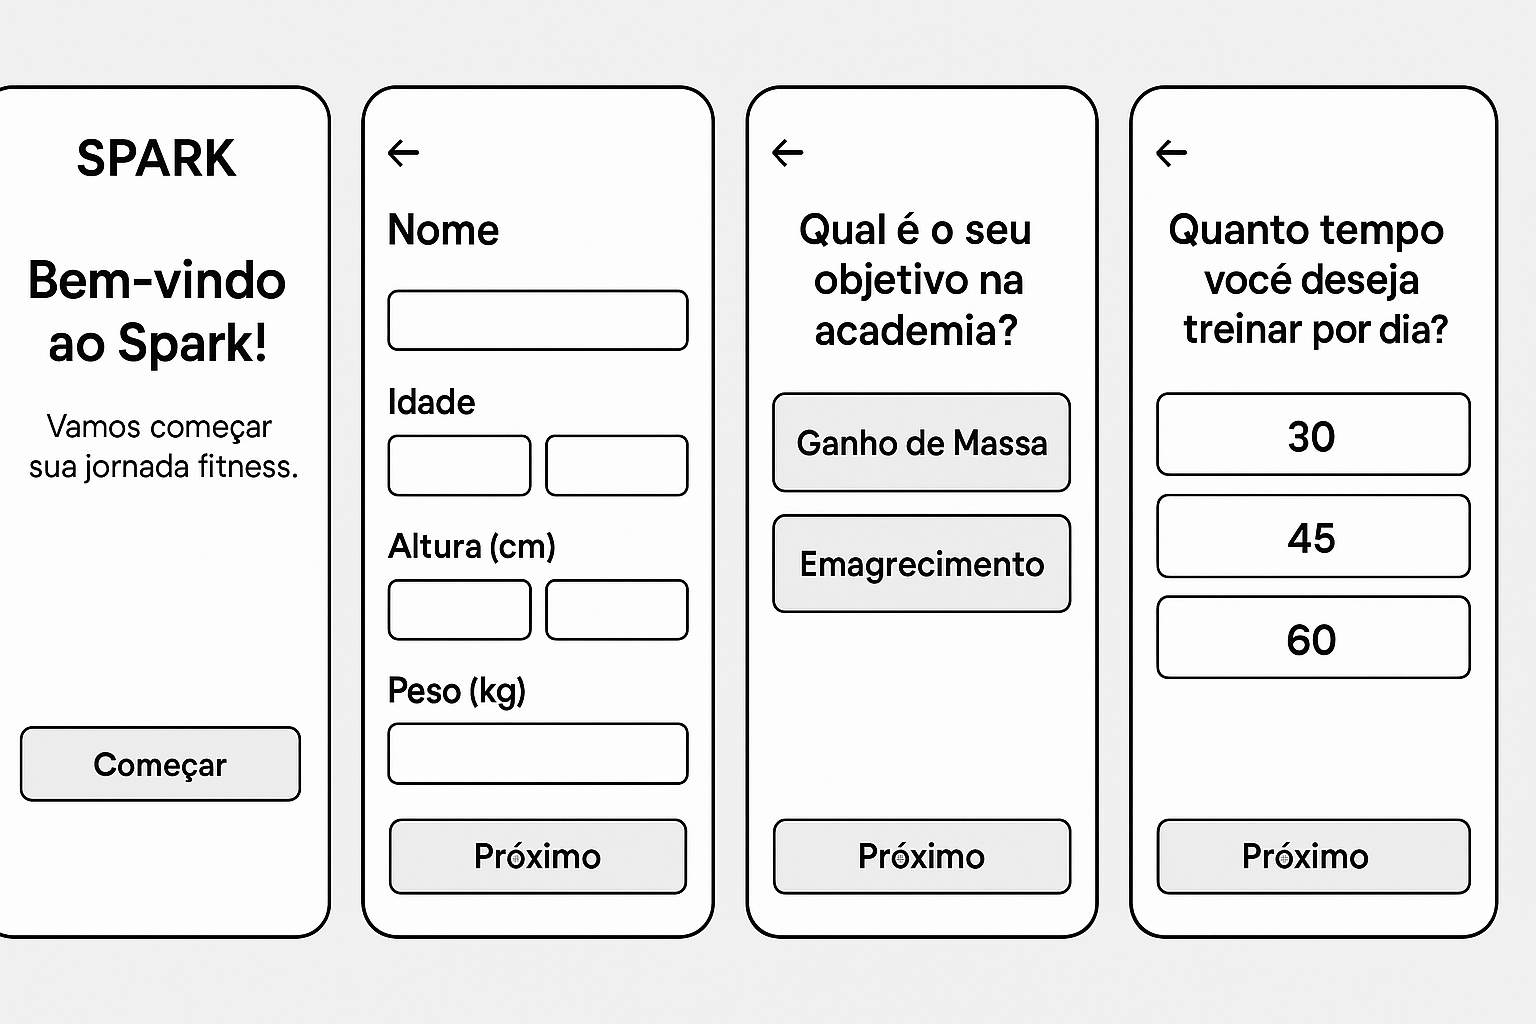 SPARK
Bem-vindo
ao Spark!
Vamos começar
sua jornada fitness.
Começar
Nome
Idade
Altura (cm)
Peso (kg)
Próximo
Qual é o seu
objetivo na
academia?
Ganho de Massa
Emagrecimento
Próximo
Quanto tempo
vocé deseja
treinar por dia?
30
45
60
Próximo